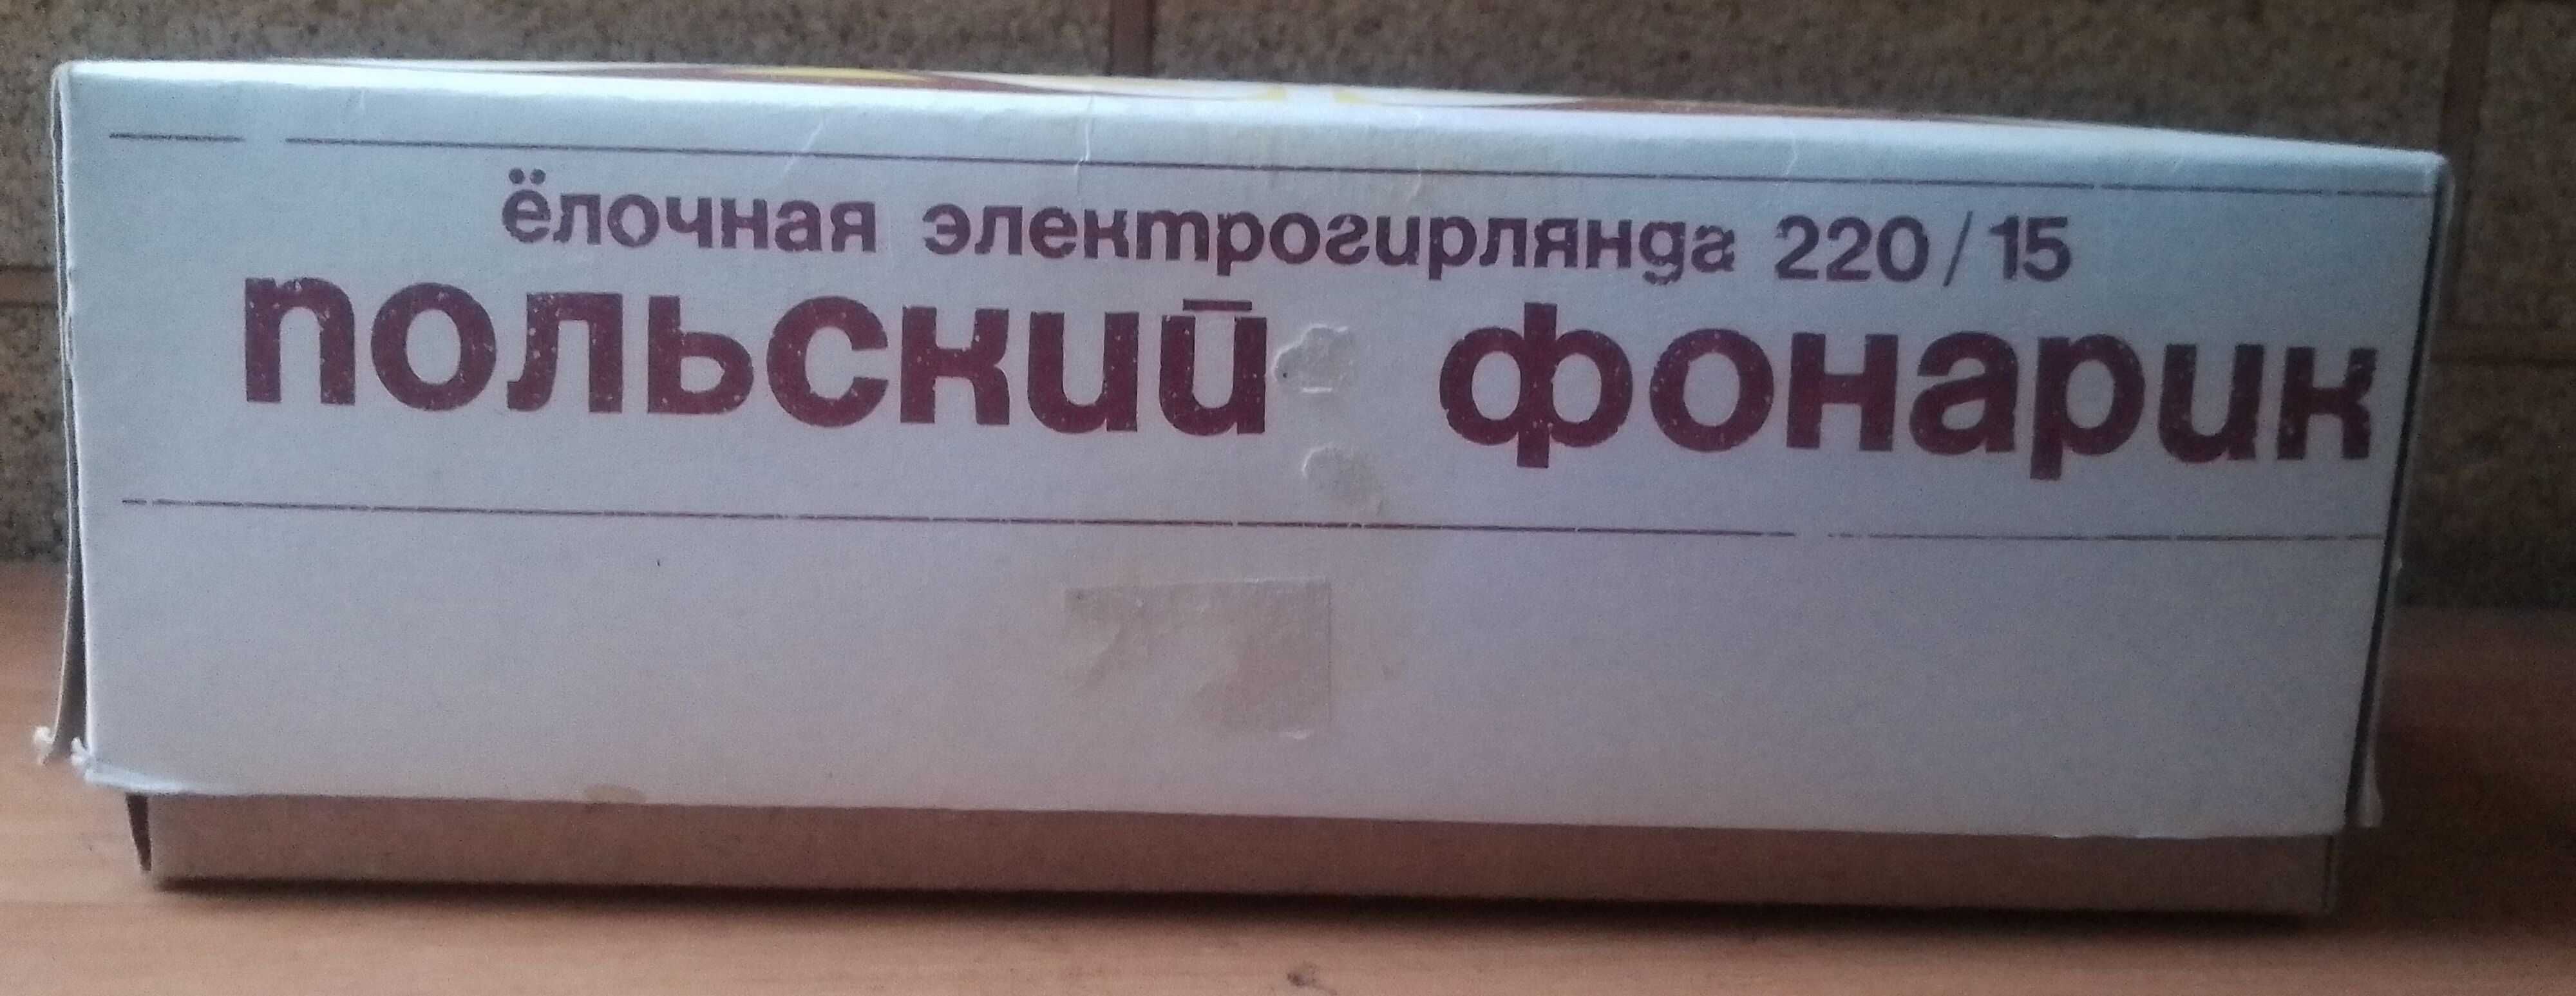 ёлочная электрогирлянда 220/15
польский фонарик